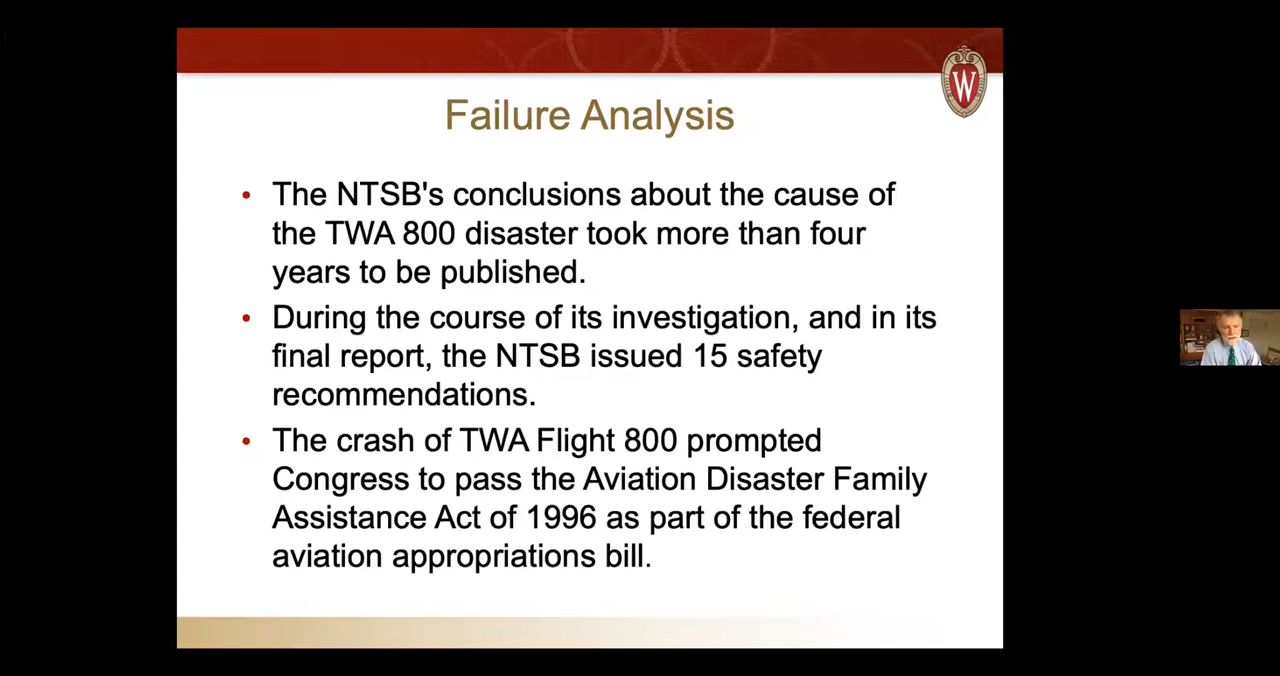 W
Failure Analysis
• The NTSB's conclusions about the cause of
the TWA 800 disaster took more than four
years to be published.
• During the course of its investigation, and in its
final report, the NTSB issued 15 safety
recommendations.
• The crash of TWA Flight 800 prompted
Congress to pass the Aviation Disaster Family
Assistance Act of 1996 as part of the federal
aviation appropriations bill.